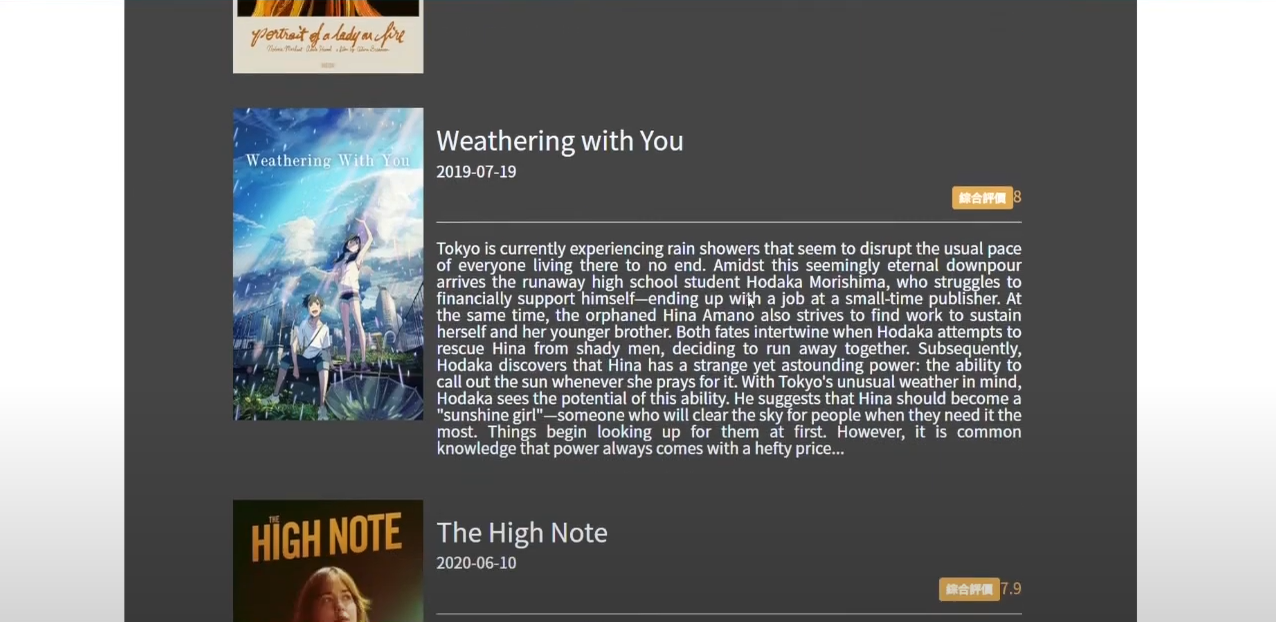 portrait of a lady on fire
Weathering With You
Weathering with You
2019-07-19
綜合評價 8
Tokyo is currently experiencing rain showers that seem to disrupt the usual pace
of everyone living there to no end. Amidst this seemingly eternal downpour
arrives the runaway high school student Hodaka Morishima, who struggles to
financially support himself—ending up with a job at a small-time publisher. At
the same time, the orphaned Hina Amano also strives to find work to sustain
herself and her younger brother. Both fates intertwine when Hodaka attempts to
rescue Hina from shady men, deciding to run away together. Subsequently,
Hodaka discovers that Hina has a strange yet astounding power: the ability to
call out the sun whenever she prays for it. With Tokyo's unusual weather in mind,
Hodaka sees the potential of this ability. He suggests that Hina should become a
"sunshine girl"—someone who will clear the sky for people when they need it the
most. Things begin looking up for them at first. However, it is common
knowledge that power always comes with a hefty price...
THE
HIGH NOTE
The High Note
2020-06-10
綜合評價 7.9